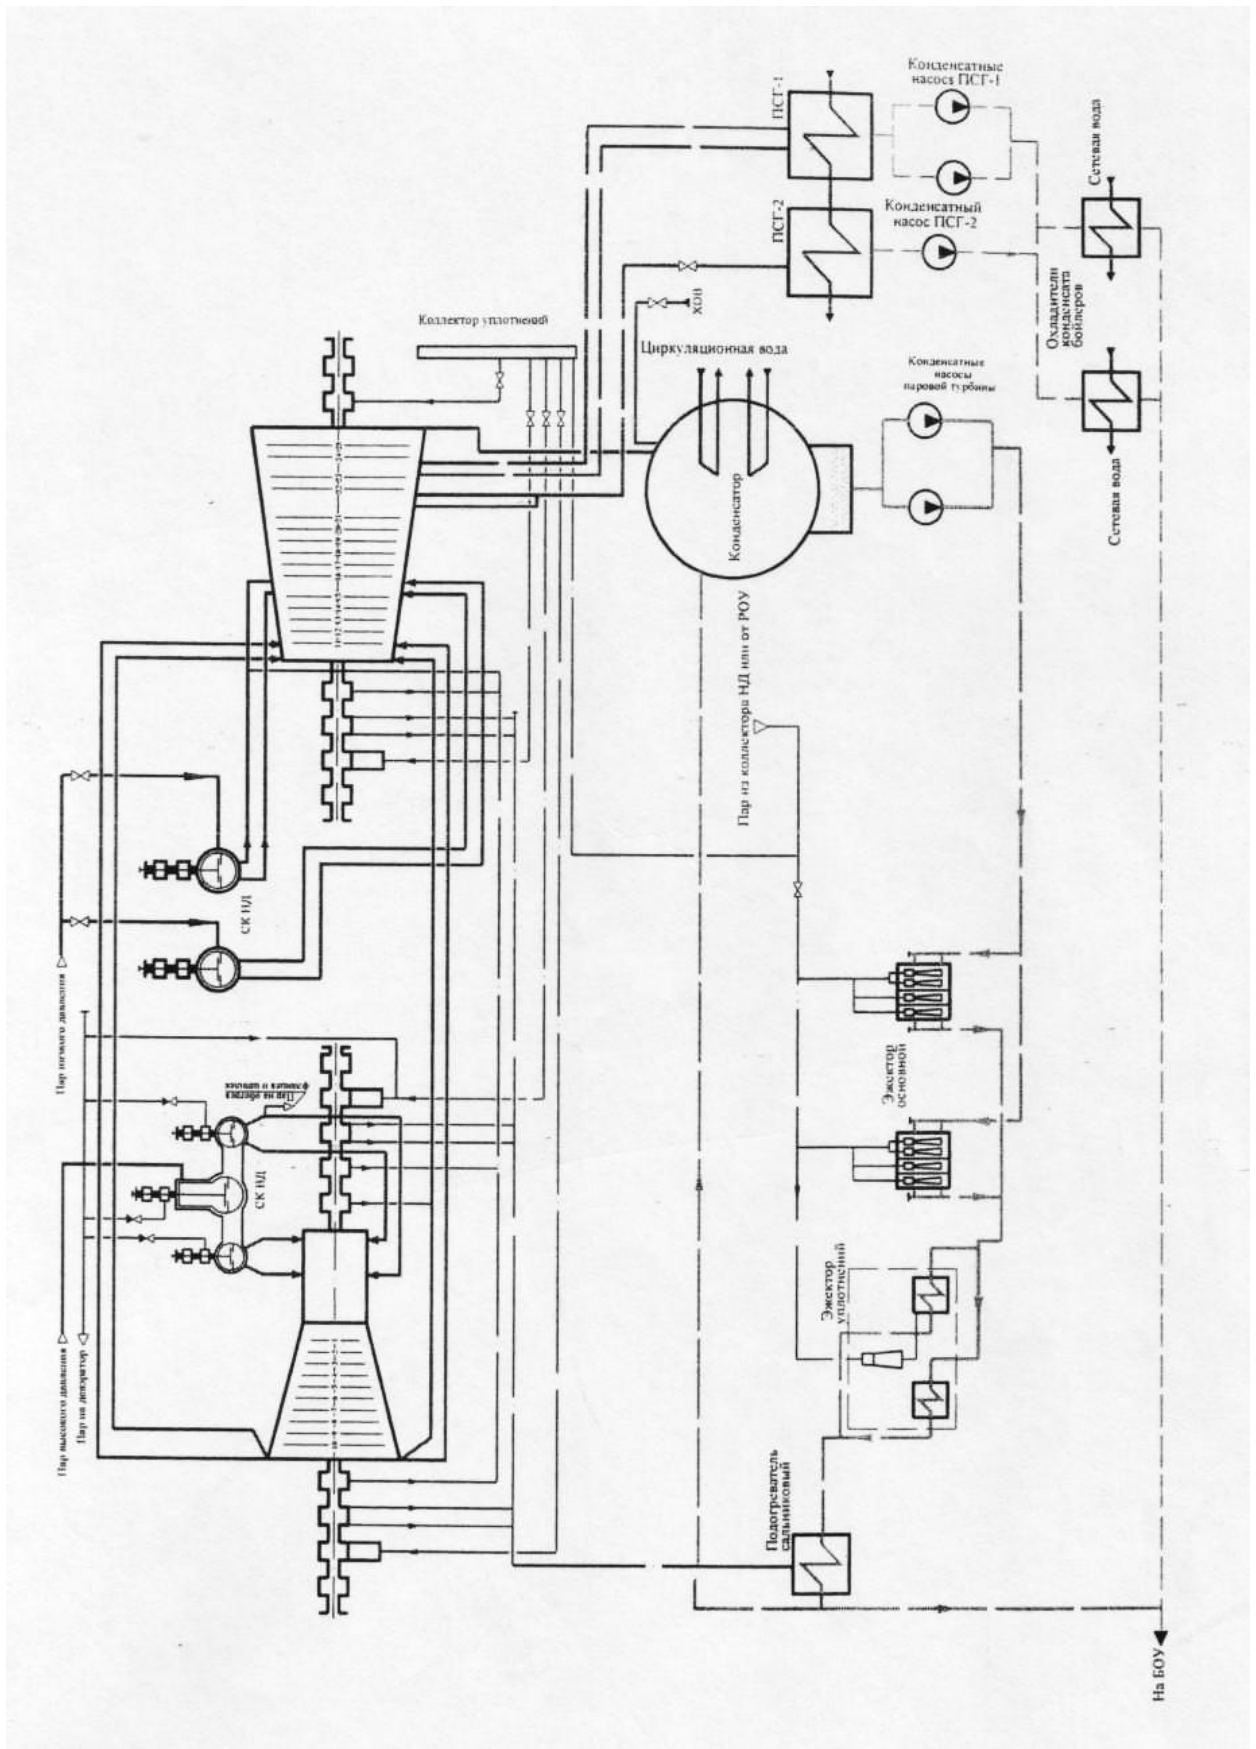 Конденсатные
насосы ПСГ-1
ПСГ-1
Сетевая вода
ПСГ-2
Конденсатный
насос ПСГ-2
ХОВ
Охладители
конденсата
бойлеров
Коллектор уплотнений
Циркуляционная вода
Конденсатные
насосы
паровой турбины
Конденсатор
Сетевая вода
Пар из коллектора НД или от РОУ
СК НД
Пар низкого давления
Пар на обогрев
фланцев и шпилек
СК НД
Эжектор
основной
Эжектор
уплотнений
Пар высокого давления
Пар на деаэратор
Подогреватель
сальниковый
На БОУ